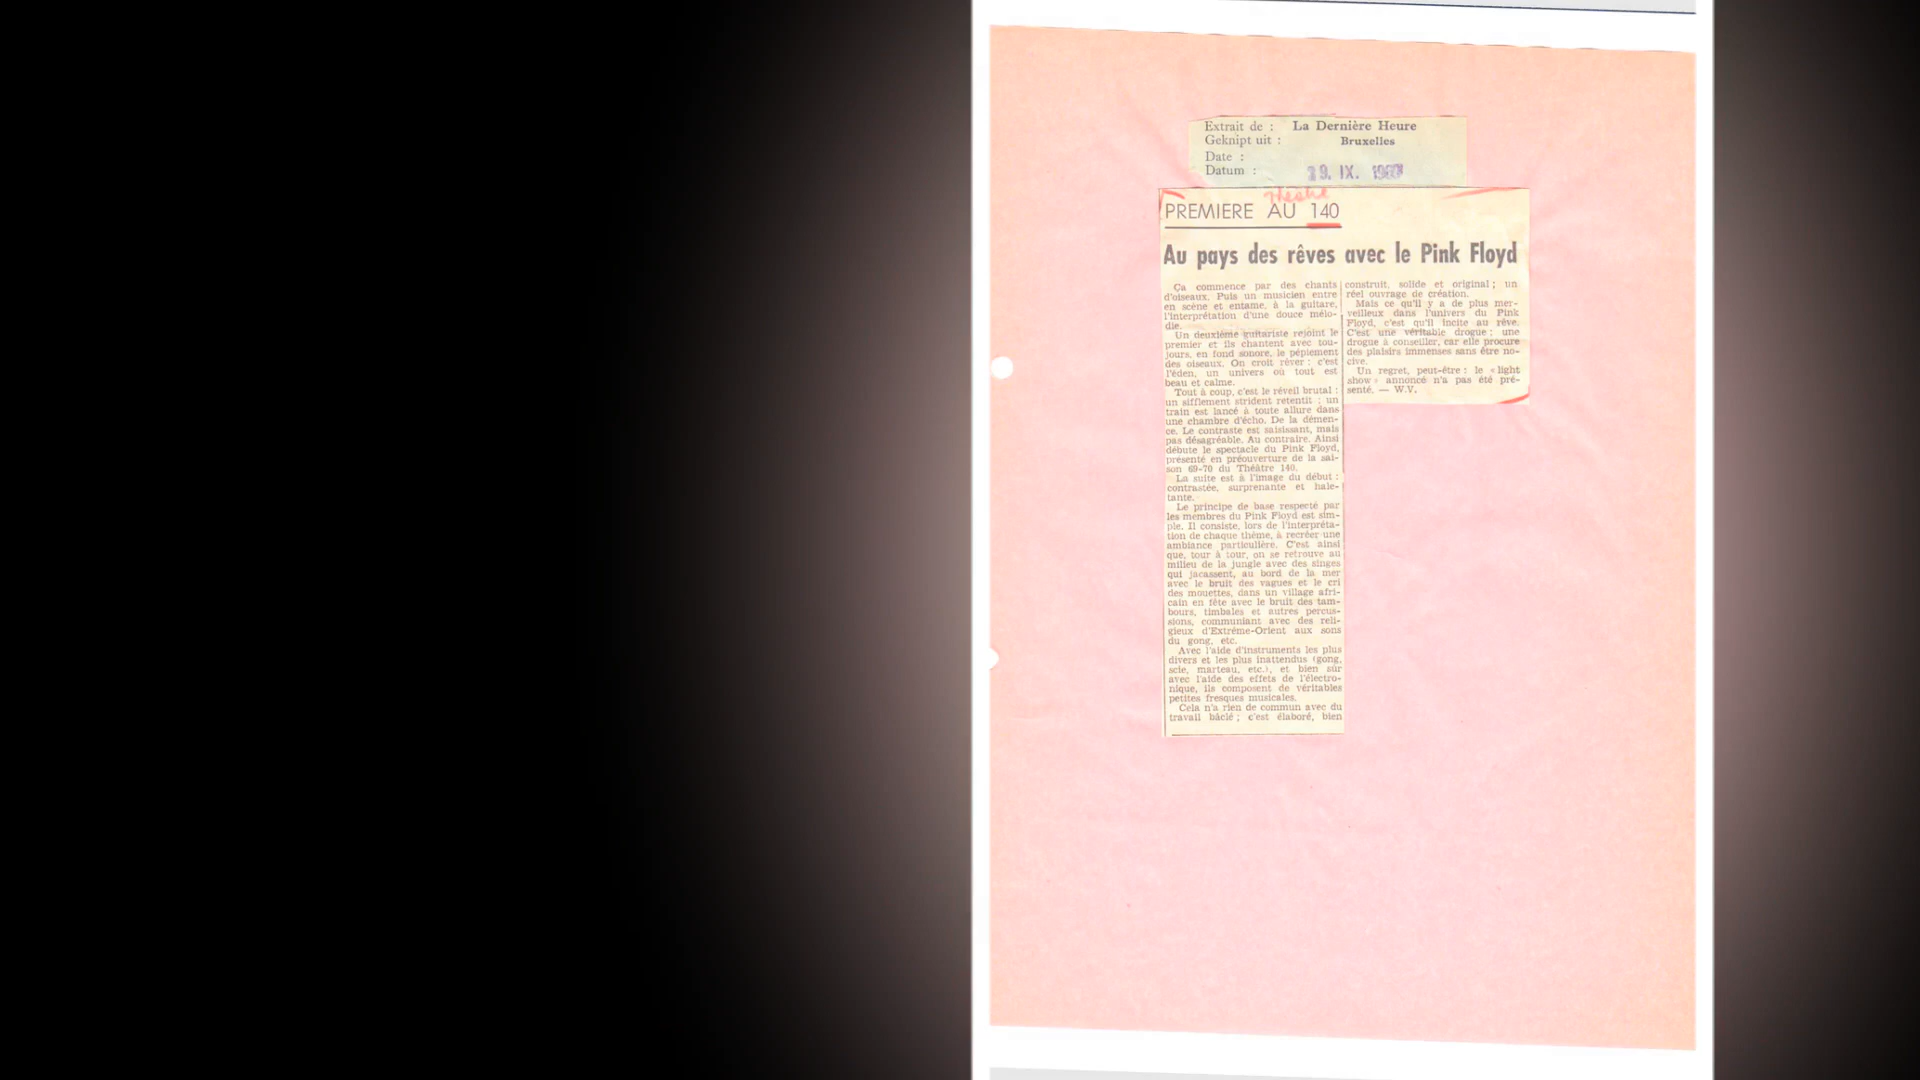 Extrait de : La Dernière Heure
Geknipt uit : Bruxelles
Date :
Datum : IX.
PREMIERE AU 140
Au pays des rêves avec le Pink Floyd
Ça commence par des chants
d'oiseaux. Puis un musicien entre
en scène et entame, à la guitare,
l'interprétation d'une douce mélo-
die.
Un deuxième guitariste rejoint le
premier et ils chantent avec tou-
jours, en fond sonore, le pépiement
des oiseaux. On croit rêver : c'est
l'éden, un univers où tout est
beau et calme.
Tout à coup, c'est le réveil brutal :
un sifflement strident retentit ; un
train est lancé à toute allure dans
une chambre d'écho. De la démen-
ce. Le contraste est saisissant, mais
pas désagréable. Au contraire. Ainsi
débute le spectacle du Pink Floyd,
présenté en préouverture de la sai-
son 69-70 du Théâtre 140.
La suite est à l'image du début :
contrastée, surprenante et hale-
tante.
Le principe de base respecté par
les membres du Pink Floyd est sim-
ple. Il consiste, lors de l'interpréta-
tion de chaque thème, à recréer une
ambiance particulière. C'est ainsi
que, tour à tour, on se retrouve au
milieu de la jungle avec des singes
qui jacassent, au bord de la mer
avec le bruit des vagues et le cri
des mouettes, dans un village afri-
cain en fête avec le bruit des tam-
bours, timbales et autres percus-
sions, communiant avec des reli-
gieux d'Extrême-Orient aux sons
du gong, etc.
Avec l'aide d'instruments les plus
divers et les plus inattendus (gong,
scie, marteau, etc.), et bien sûr
avec l'aide des effets de l'électro-
nique, ils composent de véritables
petites fresques musicales.
Cela n'a rien de commun avec du
travail bâclé ; c'est élaboré, bien
construit, solide et original ; un
réel ouvrage de création.
Mais ce qu'il y a de plus mer-
veilleux dans l'univers du Pink
Floyd, c'est qu'il incite au rêve.
C'est une véritable drogue ; une
drogue à conseiller, car elle procure
des plaisirs immenses sans être no-
cive.
Un regret, peut-être : le « light
show » annoncé n'a pas été pré-
senté. — W.V.